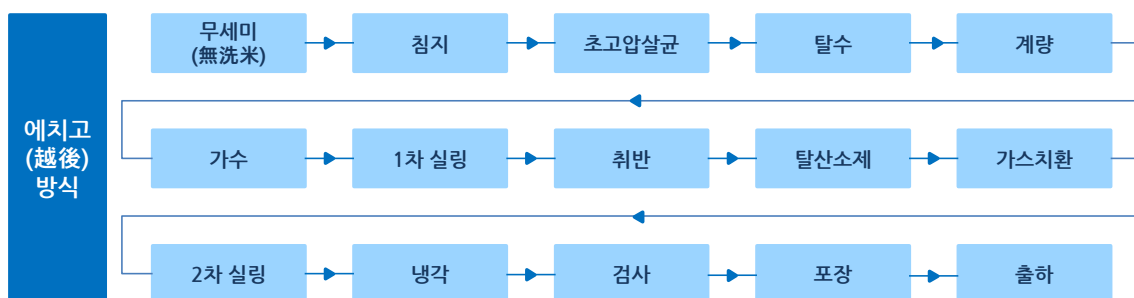 에치고
(越後)
방식
무세미
(無洗米)
침지
초고압살균
탈수
계량
가수
1차 실링
취반
탈산소제
가스치환
2차 실링
냉각
검사
포장
출하